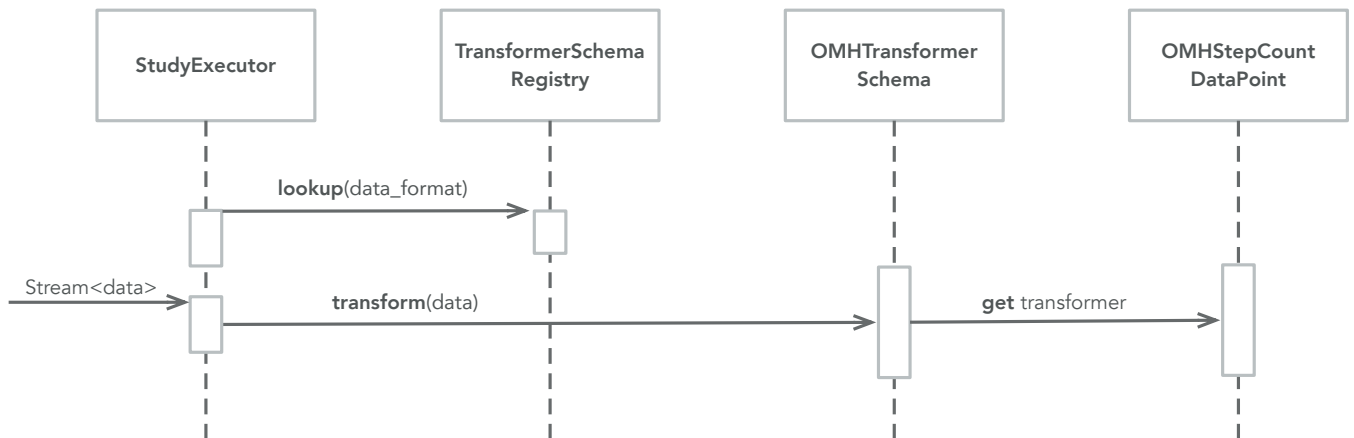 StudyExecutor
TransformerSchema
Registry
OMHTransformer
Schema
OMHStepCount
DataPoint
lookup(data_format)
Stream<data>
transform(data)
get transformer